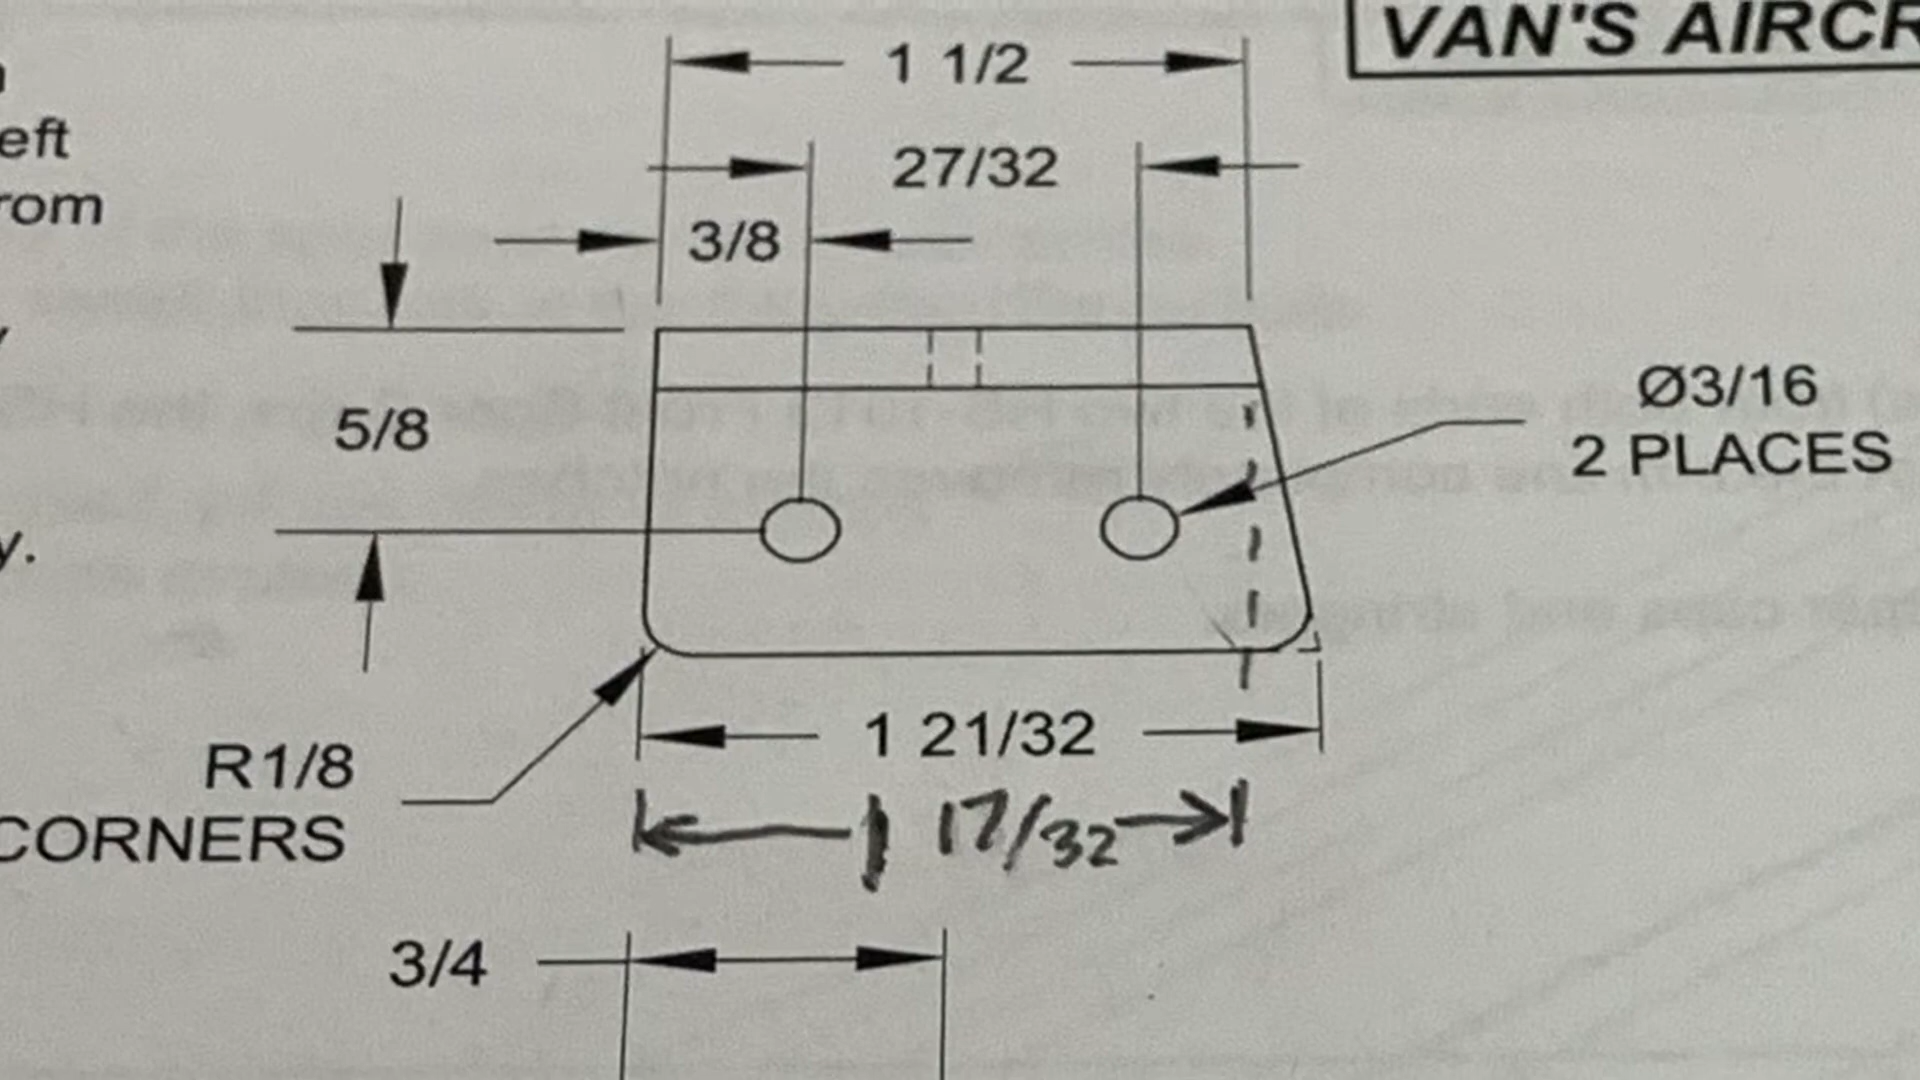 VAN'S AIRCR
1 1/2
eft
27/32
rom
3/8
5/8
Ø3/16
2 PLACES
y.
1 21/32
R1/8
CORNERS
1 17/32
3/4